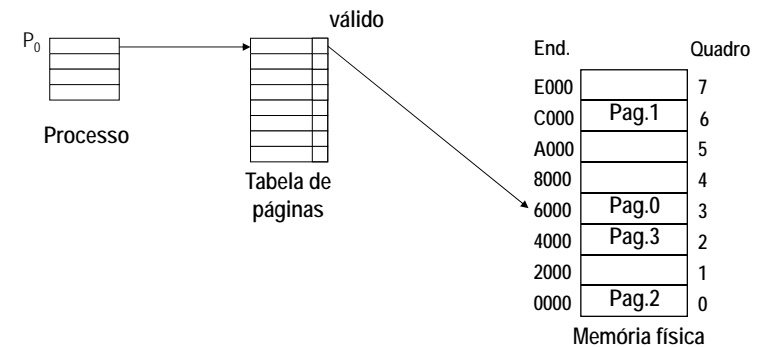 válido
P0
Processo
Tabela de
páginas
End. Quadro
E000 7
C000 Pag.1 6
A000 5
8000 4
6000 Pag.0 3
4000 Pag.3 2
2000 1
0000 Pag.2 0
Memória física